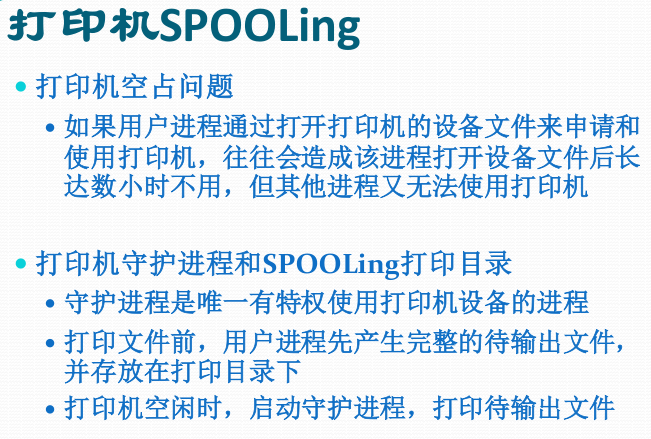 打印机SPOOLing
打印机空占问题
如果用户进程通过打开打印机的设备文件来申请和
使用打印机，往往会造成该进程打开设备文件后长
达数小时不用，但其他进程又无法使用打印机
打印机守护进程和SPOOLing打印目录
守护进程是唯一有特权使用打印机设备的进程
打印文件前，用户进程先产生完整的待输出文件，
并存放在打印目录下
打印机空闲时，启动守护进程，打印待输出文件